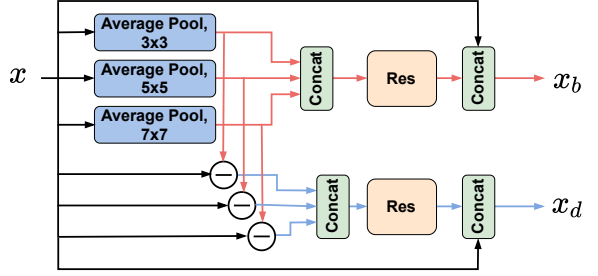 Average Pool,
3x3
x
Average Pool,
5x5
Average Pool,
7x7
Concat
Res
Concat
x_b
−
−
−
Concat
Res
Concat
x_d